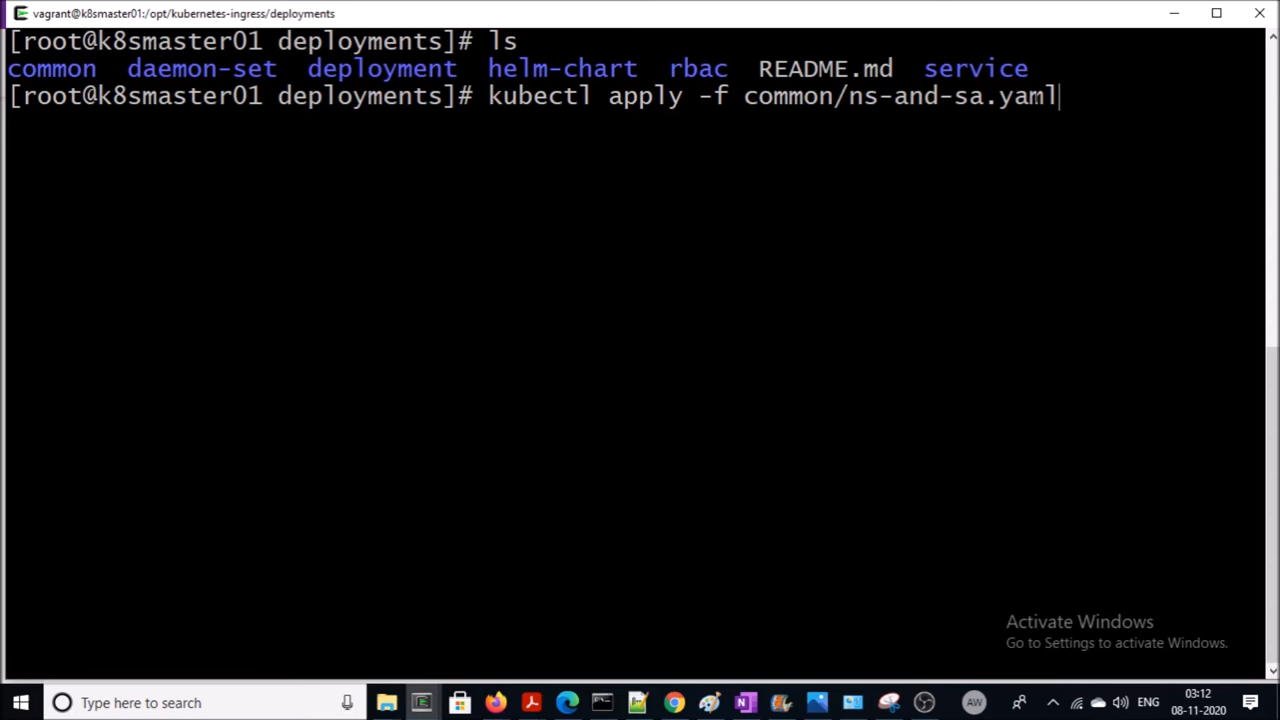 vagrant@k8smaster01:/opt/kubernetes-ingress/deployments
[root@k8smaster01 deployments]# ls
common daemon-set deployment helm-chart rbac README.md service
[root@k8smaster01 deployments]# kubectl apply -f common/ns-and-sa.yaml
Activate Windows
Go to Settings to activate Windows.
Type here to search
AW
ENG
03:12
08-11-2020